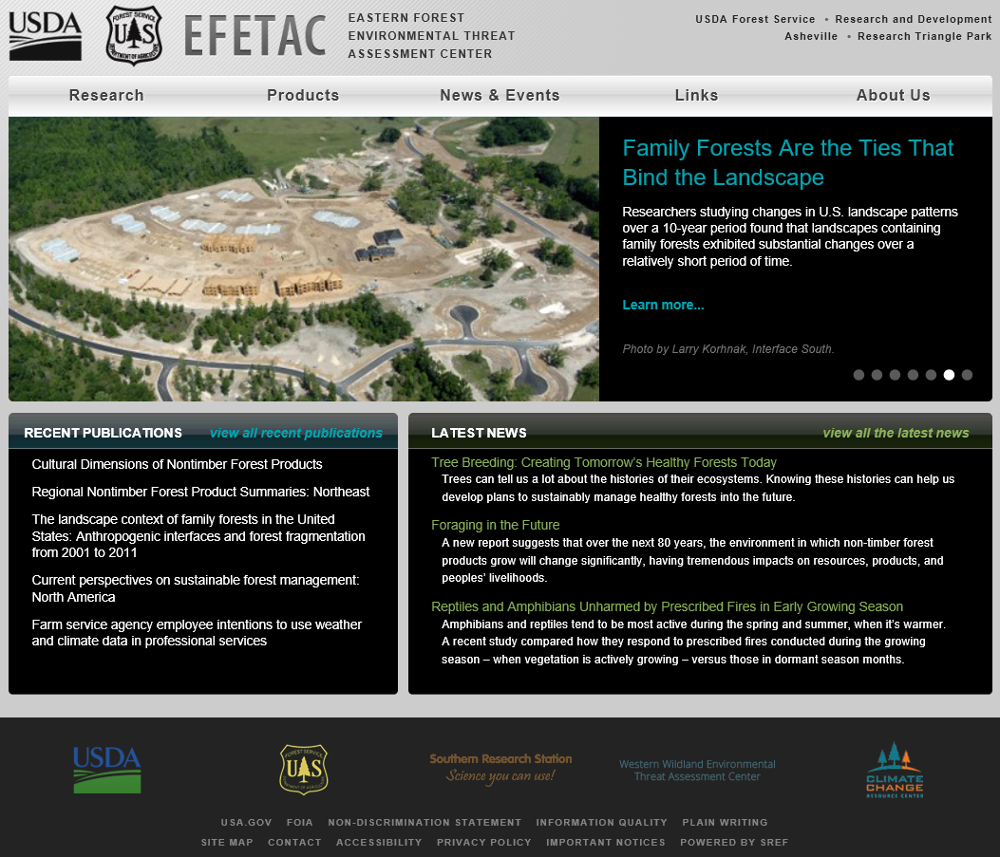 USDA
FOREST SERVICE
U S
DEPARTMENT OF AGRICULTURE
EFETAC
EASTERN FOREST
ENVIRONMENTAL THREAT
ASSESSMENT CENTER
USDA Forest Service • Research and Development
Asheville • Research Triangle Park
Research Products News & Events Links About Us
Family Forests Are the Ties That
Bind the Landscape
Researchers studying changes in U.S. landscape patterns
over a 10-year period found that landscapes containing
family forests exhibited substantial changes over a
relatively short period of time.
Learn more...
Photo by Larry Korhnak, Interface South.
RECENT PUBLICATIONS view all recent publications
Cultural Dimensions of Nontimber Forest Products
Regional Nontimber Forest Product Summaries: Northeast
The landscape context of family forests in the United
States: Anthropogenic interfaces and forest fragmentation
from 2001 to 2011
Current perspectives on sustainable forest management:
North America
Farm service agency employee intentions to use weather
and climate data in professional services
LATEST NEWS view all the latest news
Tree Breeding: Creating Tomorrow’s Healthy Forests Today
Trees can tell us a lot about the histories of their ecosystems. Knowing these histories can help us
develop plans to sustainably manage healthy forests into the future.
Foraging in the Future
A new report suggests that over the next 80 years, the environment in which non-timber forest
products grow will change significantly, having tremendous impacts on resources, products, and
peoples’ livelihoods.
Reptiles and Amphibians Unharmed by Prescribed Fires in Early Growing Season
Amphibians and reptiles tend to be most active during the spring and summer, when it’s warmer.
A recent study compared how they respond to prescribed fires conducted during the growing
season – when vegetation is actively growing – versus those in dormant season months.
USDA
FOREST SERVICE
U S
DEPARTMENT OF AGRICULTURE
Southern Research Station
Science you can use!
Western Wildland Environmental
Threat Assessment Center
CLIMATE
CHANGE
RESOURCE CENTER
USA.GOV FOIA NON-DISCRIMINATION STATEMENT INFORMATION QUALITY PLAIN WRITING
SITE MAP CONTACT ACCESSIBILITY PRIVACY POLICY IMPORTANT NOTICES POWERED BY SREF